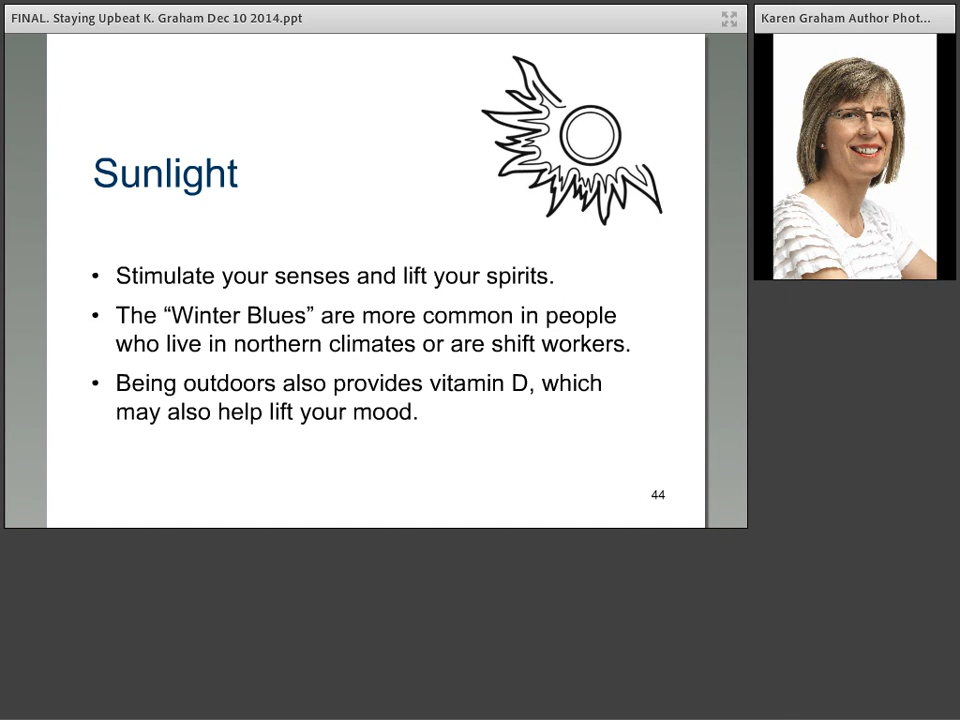 FINAL. Staying Upbeat K. Graham Dec 10 2014.ppt
Karen Graham Author Phot...
Sunlight
• Stimulate your senses and lift your spirits.
• The “Winter Blues” are more common in people
who live in northern climates or are shift workers.
• Being outdoors also provides vitamin D, which
may also help lift your mood.
44